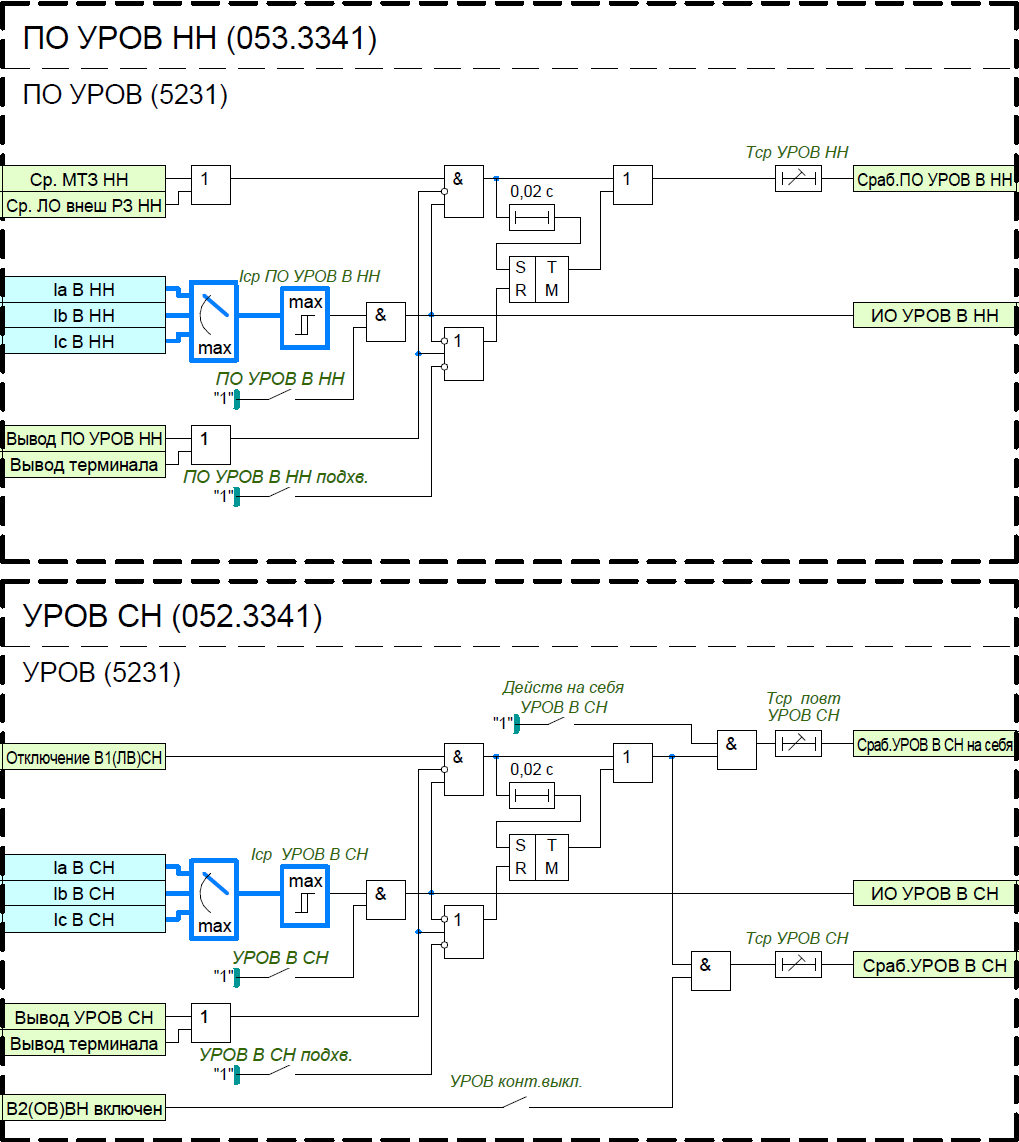 ПО УРОВ НН (053.3341)
ПО УРОВ (5231)
Тср УРОВ НН
Ср. МТЗ НН
1
&
1
Сраб.ПО УРОВ В НН
0,02 с
Ср. ЛО внеш РЗ НН
S T
R M
Iср ПО УРОВ В НН
Ia В НН
max
Ib В НН
&
ИО УРОВ В НН
Ic В НН
max
1
ПО УРОВ В НН
"1"
Вывод ПО УРОВ НН
1
Вывод терминала
ПО УРОВ В НН подхв.
"1"
УРОВ СН (052.3341)
УРОВ (5231)
Действ на себя
УРОВ В СН
"1"
Тср повт
УРОВ СН
&
Сраб.УРОВ В СН на себя
Отключение В1(ЛВ)СН
&
1
0,02 с
S T
R M
Iср УРОВ В СН
Ia В СН
max
Ib В СН
&
ИО УРОВ В СН
Ic В СН
max
1
Тср УРОВ СН
УРОВ В СН
"1"
&
Сраб.УРОВ В СН
Вывод УРОВ СН
1
Вывод терминала
УРОВ В СН подхв.
"1"
УРОВ конт.выкл.
В2(ОВ)ВН включен